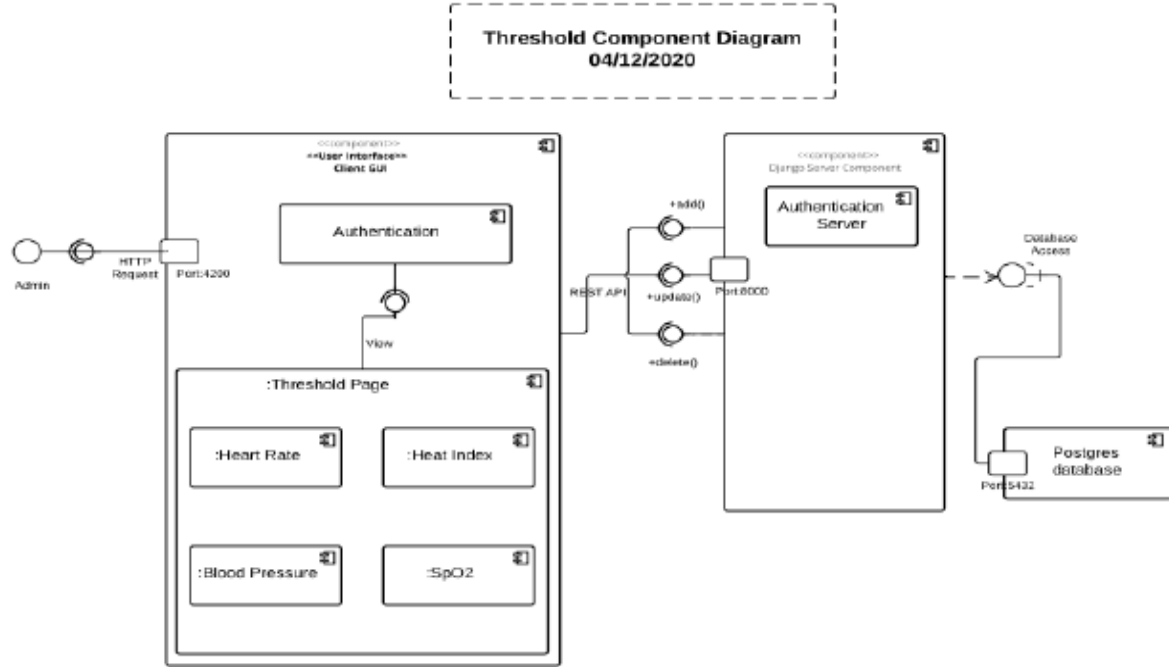 Threshold Component Diagram
04/12/2020
<<component>>
<<User Interface>>
Client GUI
Authentication
HTTP
Request
Port:4200
Admin
View
:Threshold Page
:Heart Rate
:Heat Index
:Blood Pressure
:SpO2
REST API
+add()
+update()
+delete()
<<component>>
Django Server Component
Authentication
Server
Port:8000
Database
Access
Postgres
database
Port:5432